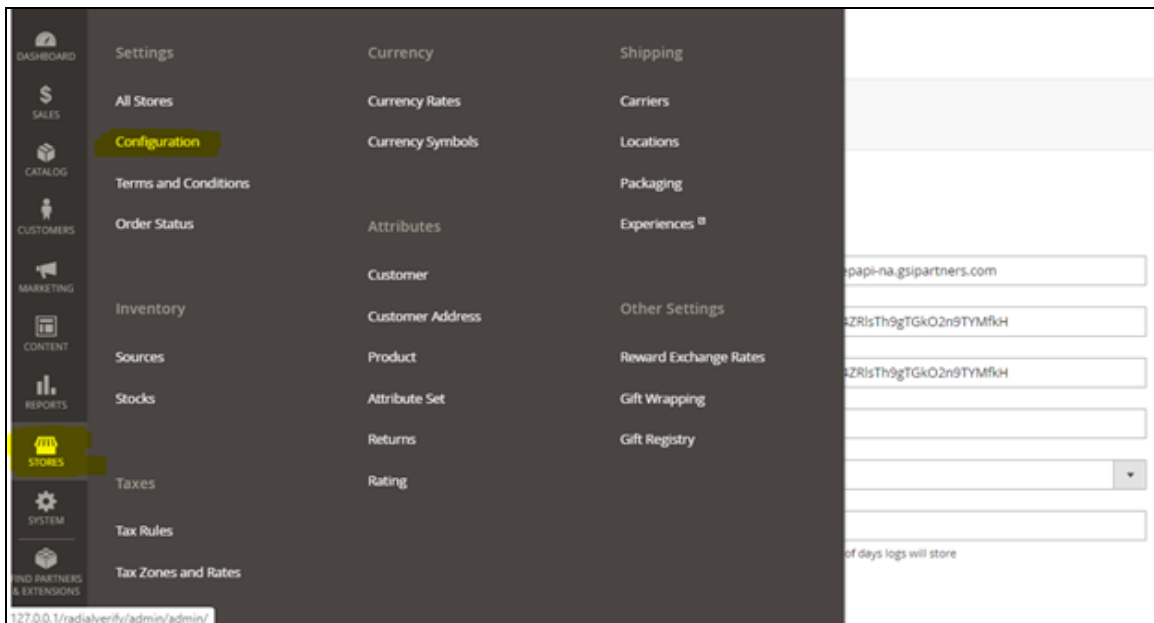 DASHBOARD
SALES
CATALOG
CUSTOMERS
MARKETING
CONTENT
REPORTS
STORES
SYSTEM
FIND PARTNERS
& EXTENSIONS
Settings
All Stores
Configuration
Terms and Conditions
Order Status
Inventory
Sources
Stocks
Taxes
Tax Rules
Tax Zones and Rates
Currency
Currency Rates
Currency Symbols
Attributes
Customer
Customer Address
Product
Attribute Set
Returns
Rating
Shipping
Carriers
Locations
Packaging
Experiences
Other Settings
Reward Exchange Rates
Gift Wrapping
Gift Registry
epapi-na.gsipartners.com
4ZRlsTh9gTGkO2n9TYMfkH
4ZRlsTh9gTGkO2n9TYMfkH
of days logs will store
127.0.0.1/radialverify/admin/admin/